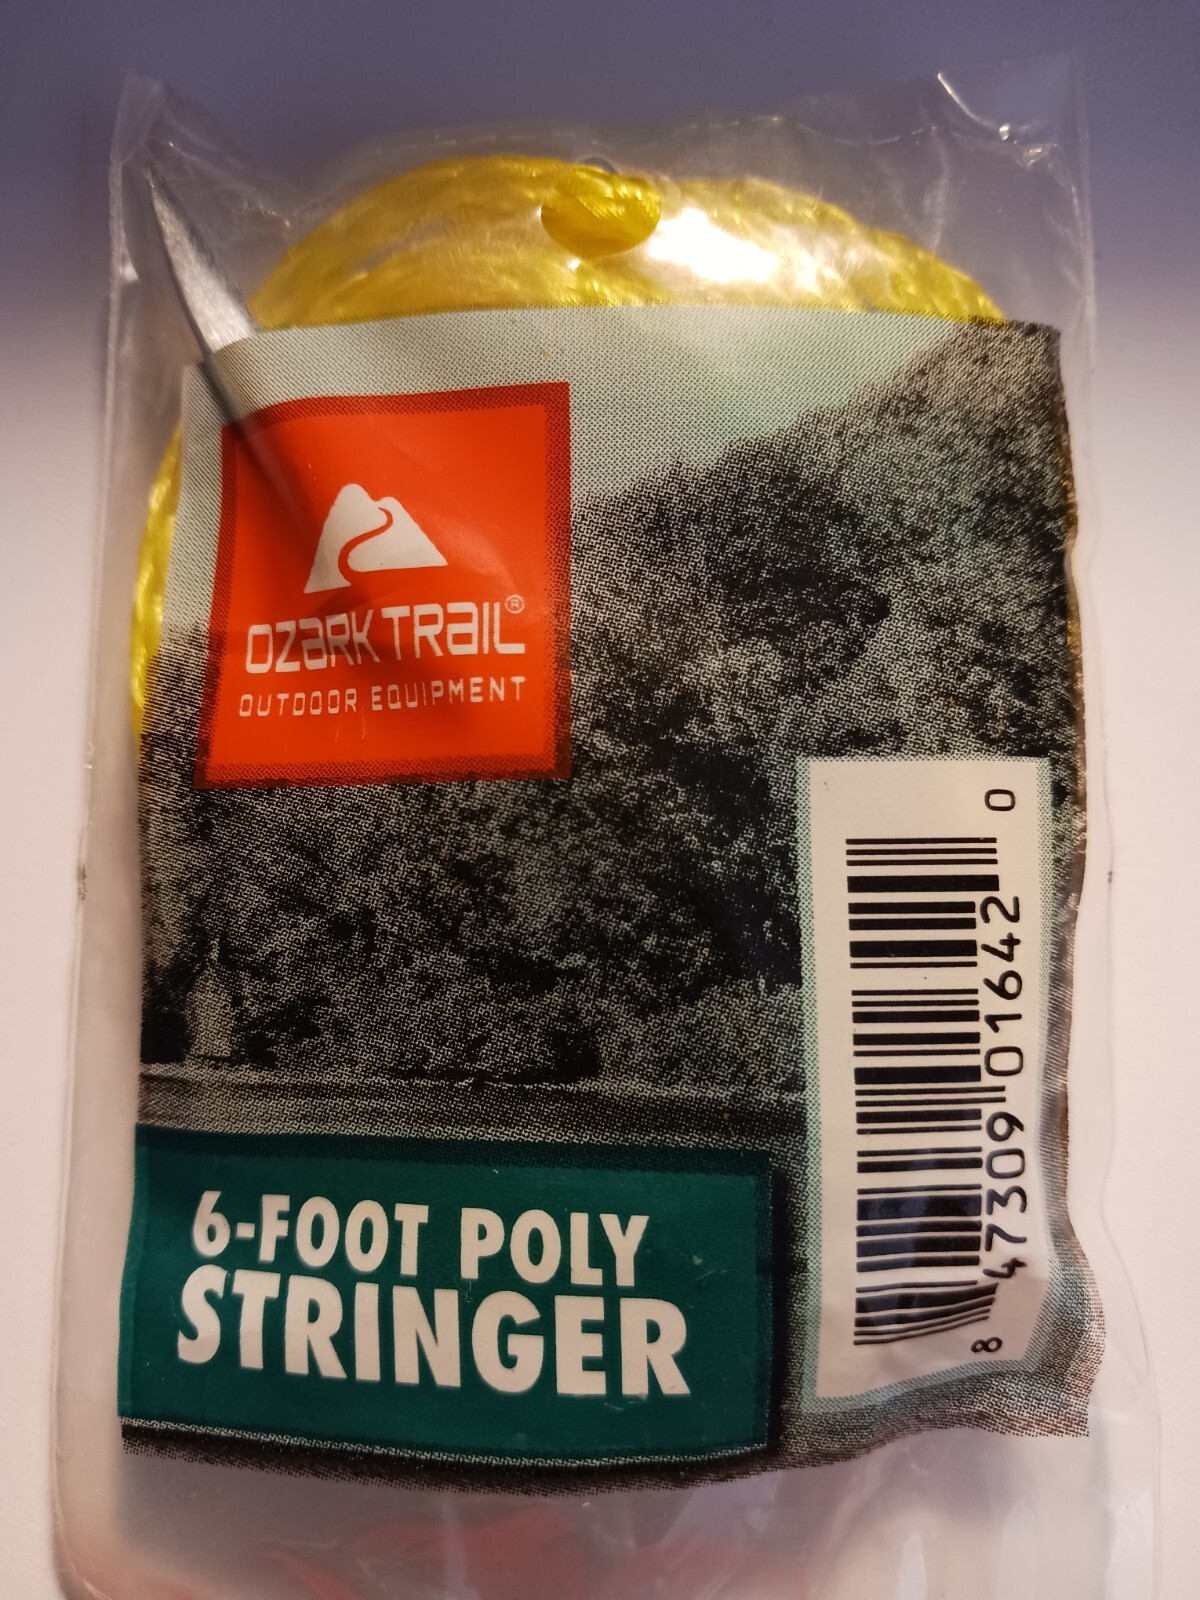 OZARK TRAIL®
OUTDOOR EQUIPMENT
6-FOOT POLY
STRINGER
8 47309 01642 0